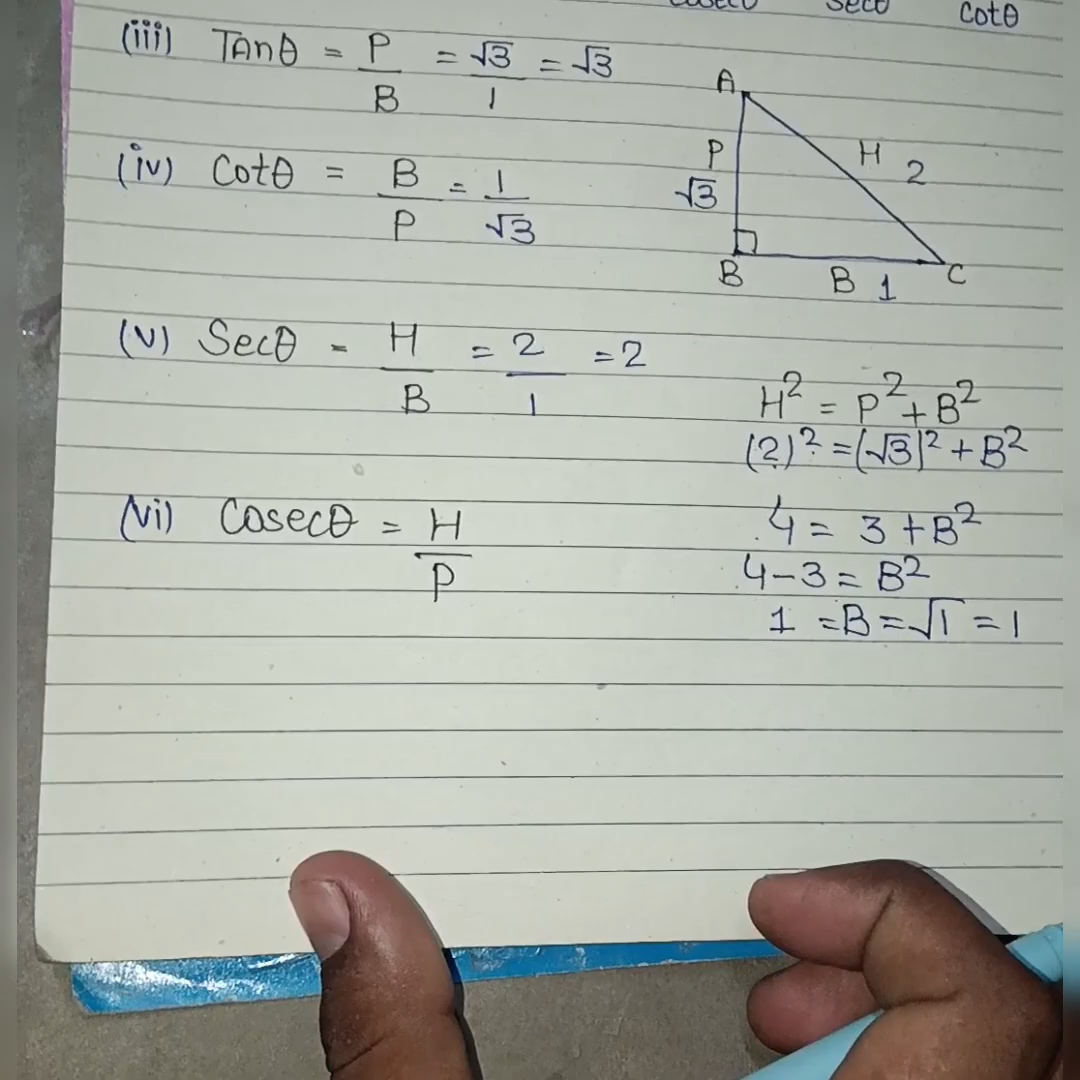 Cosecθ Secθ Cotθ
(iii) Tanθ = P/B = √3/1 = √3
A
P H 2
√3
B B 1 C
(iv) Cotθ = B/P = 1/√3
(v) Secθ = H/B = 2/1 = 2
H² = P² + B²
(2)² = (√3)² + B²
(vi) Cosecθ = H/P
4 = 3 + B²
4 - 3 = B²
1 = B = √1 = 1